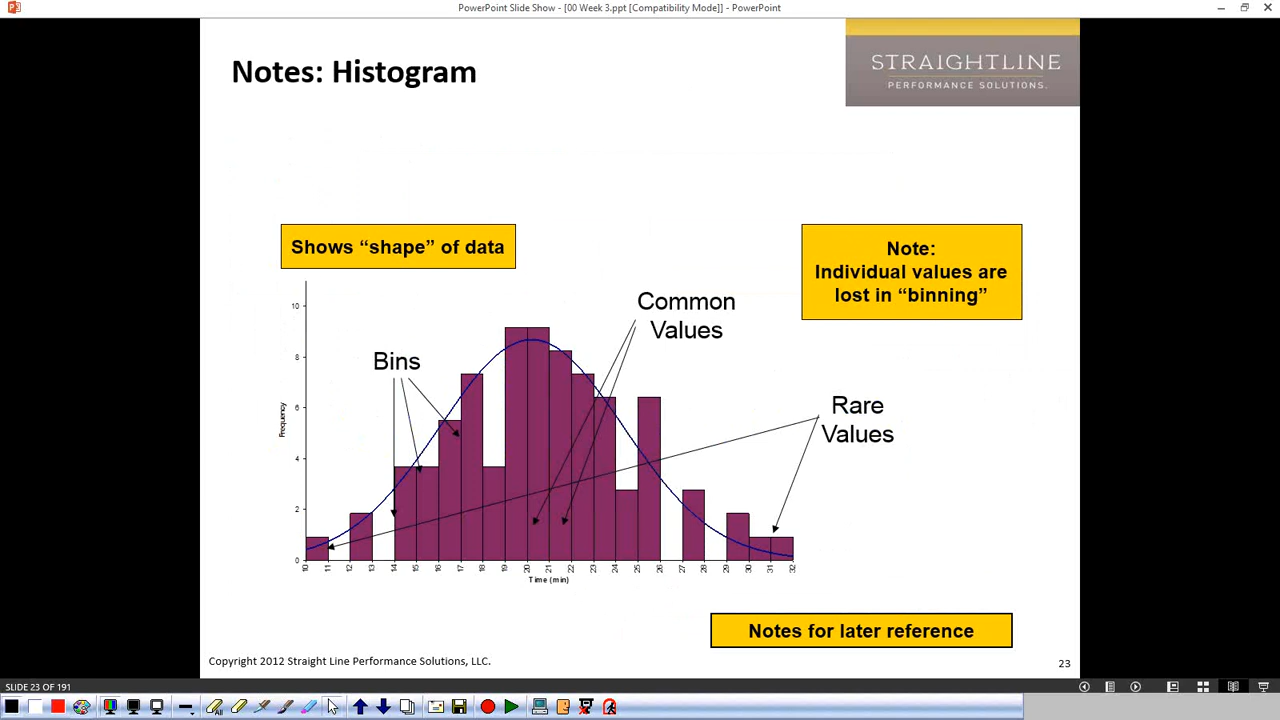 PowerPoint Slide Show - [00 Week 3.ppt [Compatibility Mode]] - PowerPoint
Notes: Histogram
STRAIGHTLINE
PERFORMANCE SOLUTIONS.
Shows “shape” of data
Note:
Individual values are
lost in “binning”
Common
Values
Bins
Rare
Values
10
8
6
4
2
0
Frequency
10 11 12 13 14 15 16 17 18 19 20 21 22 23 24 25 26 27 28 29 30 31 32
Time (min)
Notes for later reference
Copyright 2012 Straight Line Performance Solutions, LLC.
23
SLIDE 23 OF 191
All